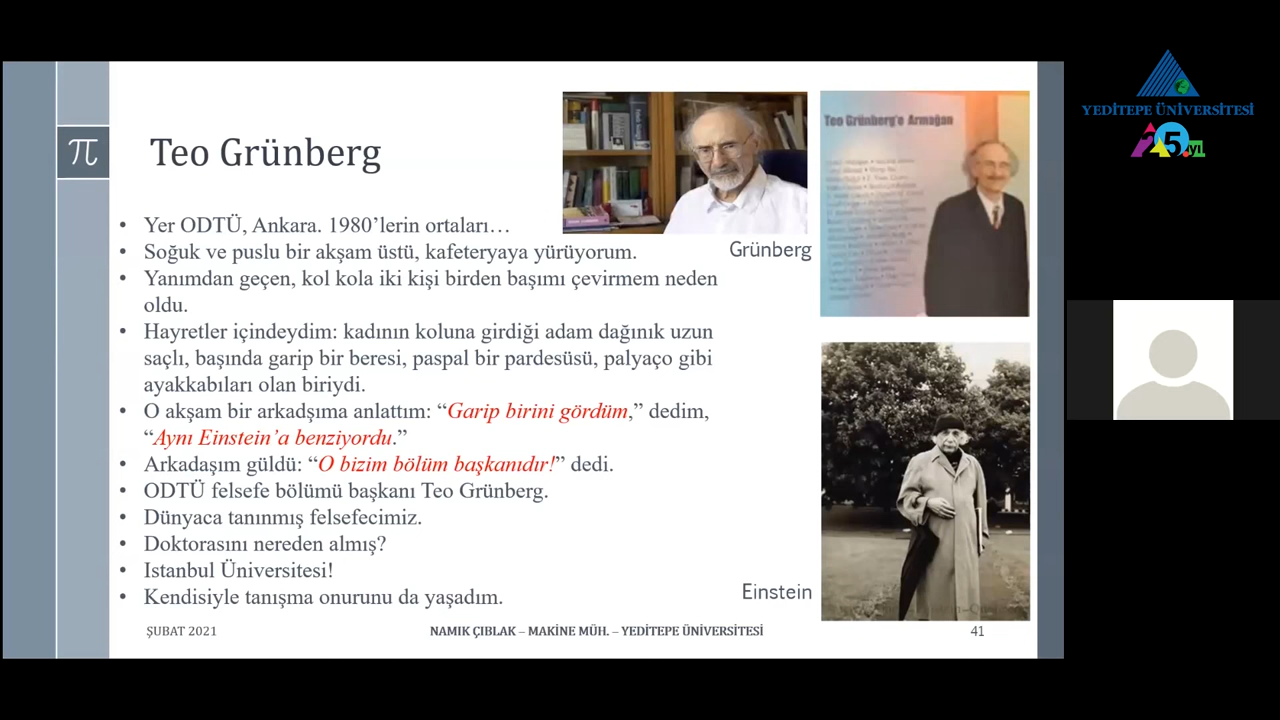 π
Teo Grünberg
Teo Grünberg'e Armağan
Grünberg
• Yer ODTÜ, Ankara. 1980’lerin ortaları…
• Soğuk ve puslu bir akşam üstü, kafeteryaya yürüyorum.
• Yanımdan geçen, kol kola iki kişi birden başımı çevirmem neden
oldu.
• Hayretler içindeydim: kadının koluna girdiği adam dağınık uzun
saçlı, başında garip bir beresi, paspal bir pardesüsü, palyaço gibi
ayakkabıları olan biriydi.
• O akşam bir arkadşıma anlattım: “Garip birini gördüm,” dedim,
“Aynı Einstein’a benziyordu.”
• Arkadaşım güldü: “O bizim bölüm başkanıdır!” dedi.
• ODTÜ felsefe bölümü başkanı Teo Grünberg.
• Dünyaca tanınmış felsefecimiz.
• Doktorasını nereden almış?
• Istanbul Üniversitesi!
• Kendisiyle tanışma onurunu da yaşadım.
Einstein
ŞUBAT 2021
NAMIK ÇIBLAK – MAKİNE MÜH. – YEDİTEPE ÜNİVERSİTESİ
41
YEDİTEPE ÜNİVERSİTESİ
25.yıl